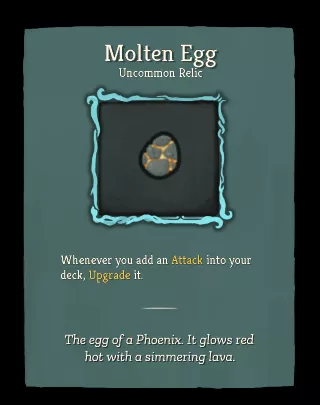 Molten Egg
Uncommon Relic
Whenever you add an Attack into your
deck, Upgrade it.
The egg of a Phoenix. It glows red
hot with a simmering lava.